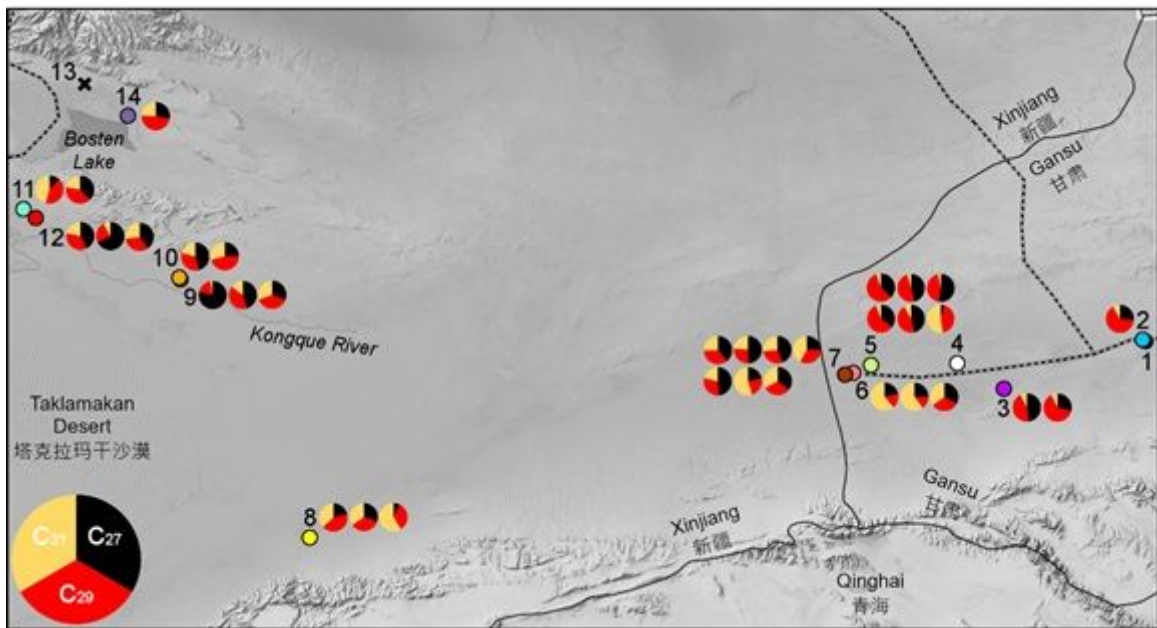 13
14
Bosten
Lake
11
12
10
9
Kongque River
Xinjiang
新疆
Gansu
甘肃
2
1
5
4
7
6
3
Taklamakan
Desert
塔克拉玛干沙漠
8
C31
C27
C29
Xinjiang
新疆
Gansu
甘肃
Qinghai
青海